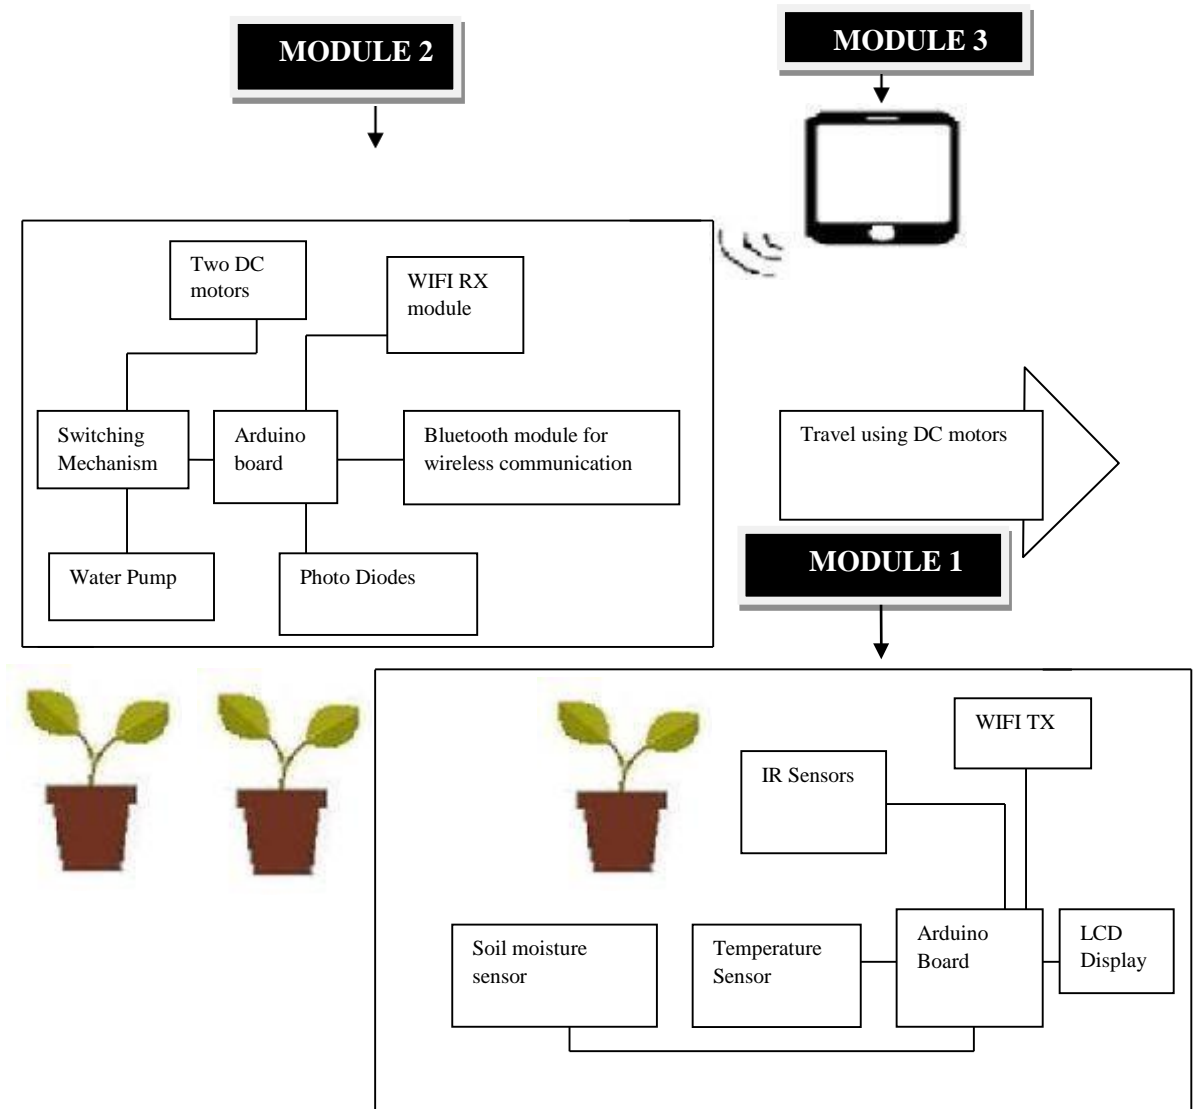 MODULE 2
MODULE 3
Two DC
motors
WIFI RX
module
Switching
Mechanism
Arduino
board
Bluetooth module for
wireless communication
Travel using DC motors
Water Pump
Photo Diodes
MODULE 1
WIFI TX
IR Sensors
Soil moisture
sensor
Temperature
Sensor
Arduino
Board
LCD
Display